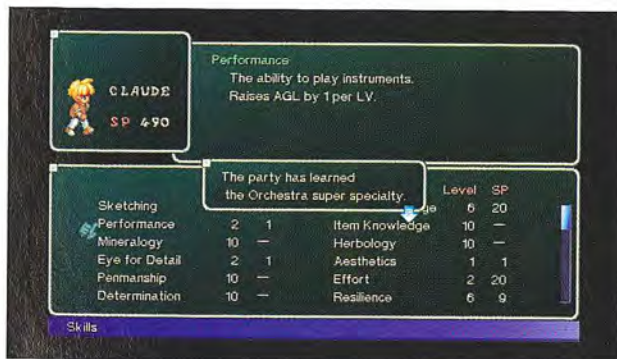 CLAUDE
SP 490
Performance
The ability to play instruments.
Raises AGL by 1 per LV.
The party has learned
the Orchestra super specialty.
Level SP
Sketching 6 20
Performance 2 1 Item Knowledge 10 —
Mineralogy 10 — Herbology 10 —
Eye for Detail 2 1 Aesthetics 1 1
Penmanship 10 — Effort 2 20
Determination 10 — Resilience 6 9
Skills